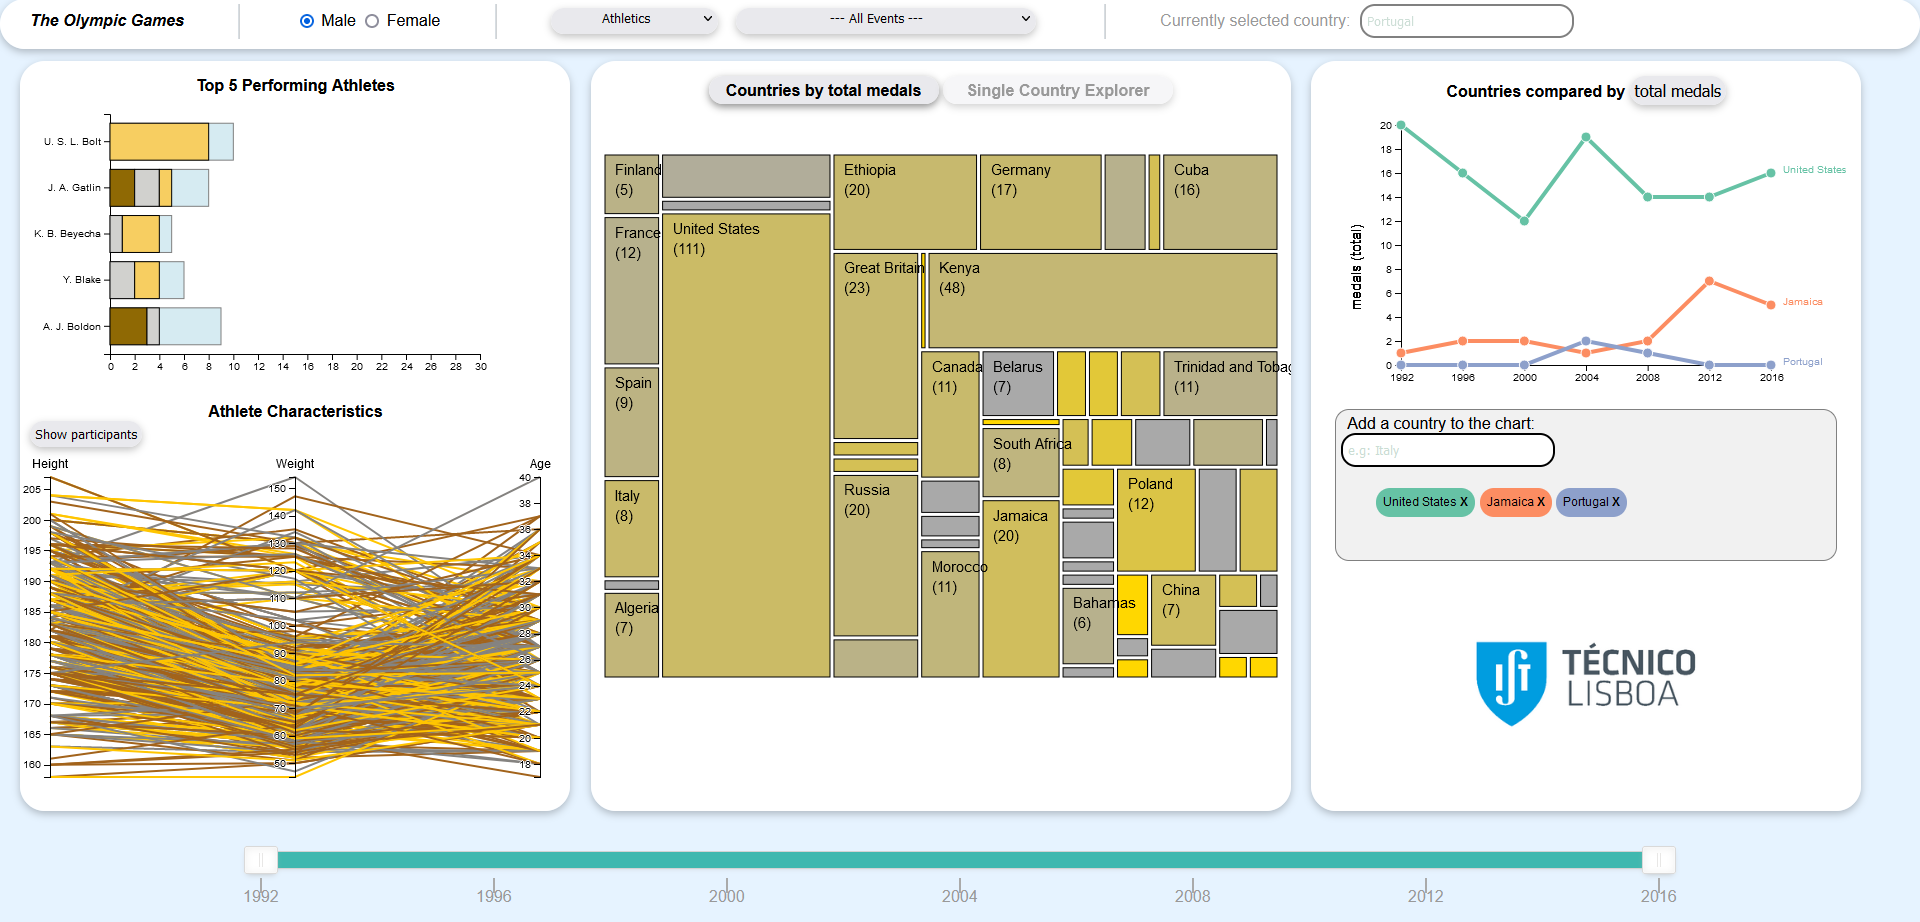 The Olympic Games
Male Female
Athletics
--- All Events ---
Currently selected country: Portugal
Top 5 Performing Athletes
U. S. L. Bolt
J. A. Gatlin
K. B. Beyecha
Y. Blake
A. J. Boldon
0 2 4 6 8 10 12 14 16 18 20 22 24 26 28 30
Athlete Characteristics
Show participants
Height Weight Age
205
200
195
190
185
180
175
170
165
160
150
140
130
120
110
100
90
80
70
60
50
40
38
36
34
32
30
28
26
24
22
20
18
Countries by total medals Single Country Explorer
Finland
(5)
France
(12)
Spain
(9)
Italy
(8)
Algeria
(7)
United States
(111)
Ethiopia
(20)
Germany
(17)
Cuba
(16)
Great Britain
(23)
Kenya
(48)
Canada
(11)
Belarus
(7)
Trinidad and Tobag
(11)
South Africa
(8)
Russia
(20)
Poland
(12)
Jamaica
(20)
Morocco
(11)
Bahamas
(6)
China
(7)
Countries compared by total medals
medals (total)
20
18
16
14
12
10
8
6
4
2
0
1992 1996 2000 2004 2008 2012 2016
United States
Jamaica
Portugal
Add a country to the chart:
e.g: Italy
United States X Jamaica X Portugal X
TÉCNICO
LISBOA
1992 1996 2000 2004 2008 2012 2016